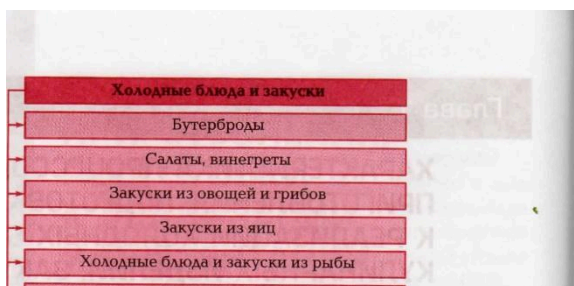 Холодные блюда и закуски
Бутерброды
Салаты, винегреты
Закуски из овощей и грибов
Закуски из яиц
Холодные блюда и закуски из рыбы
Глава